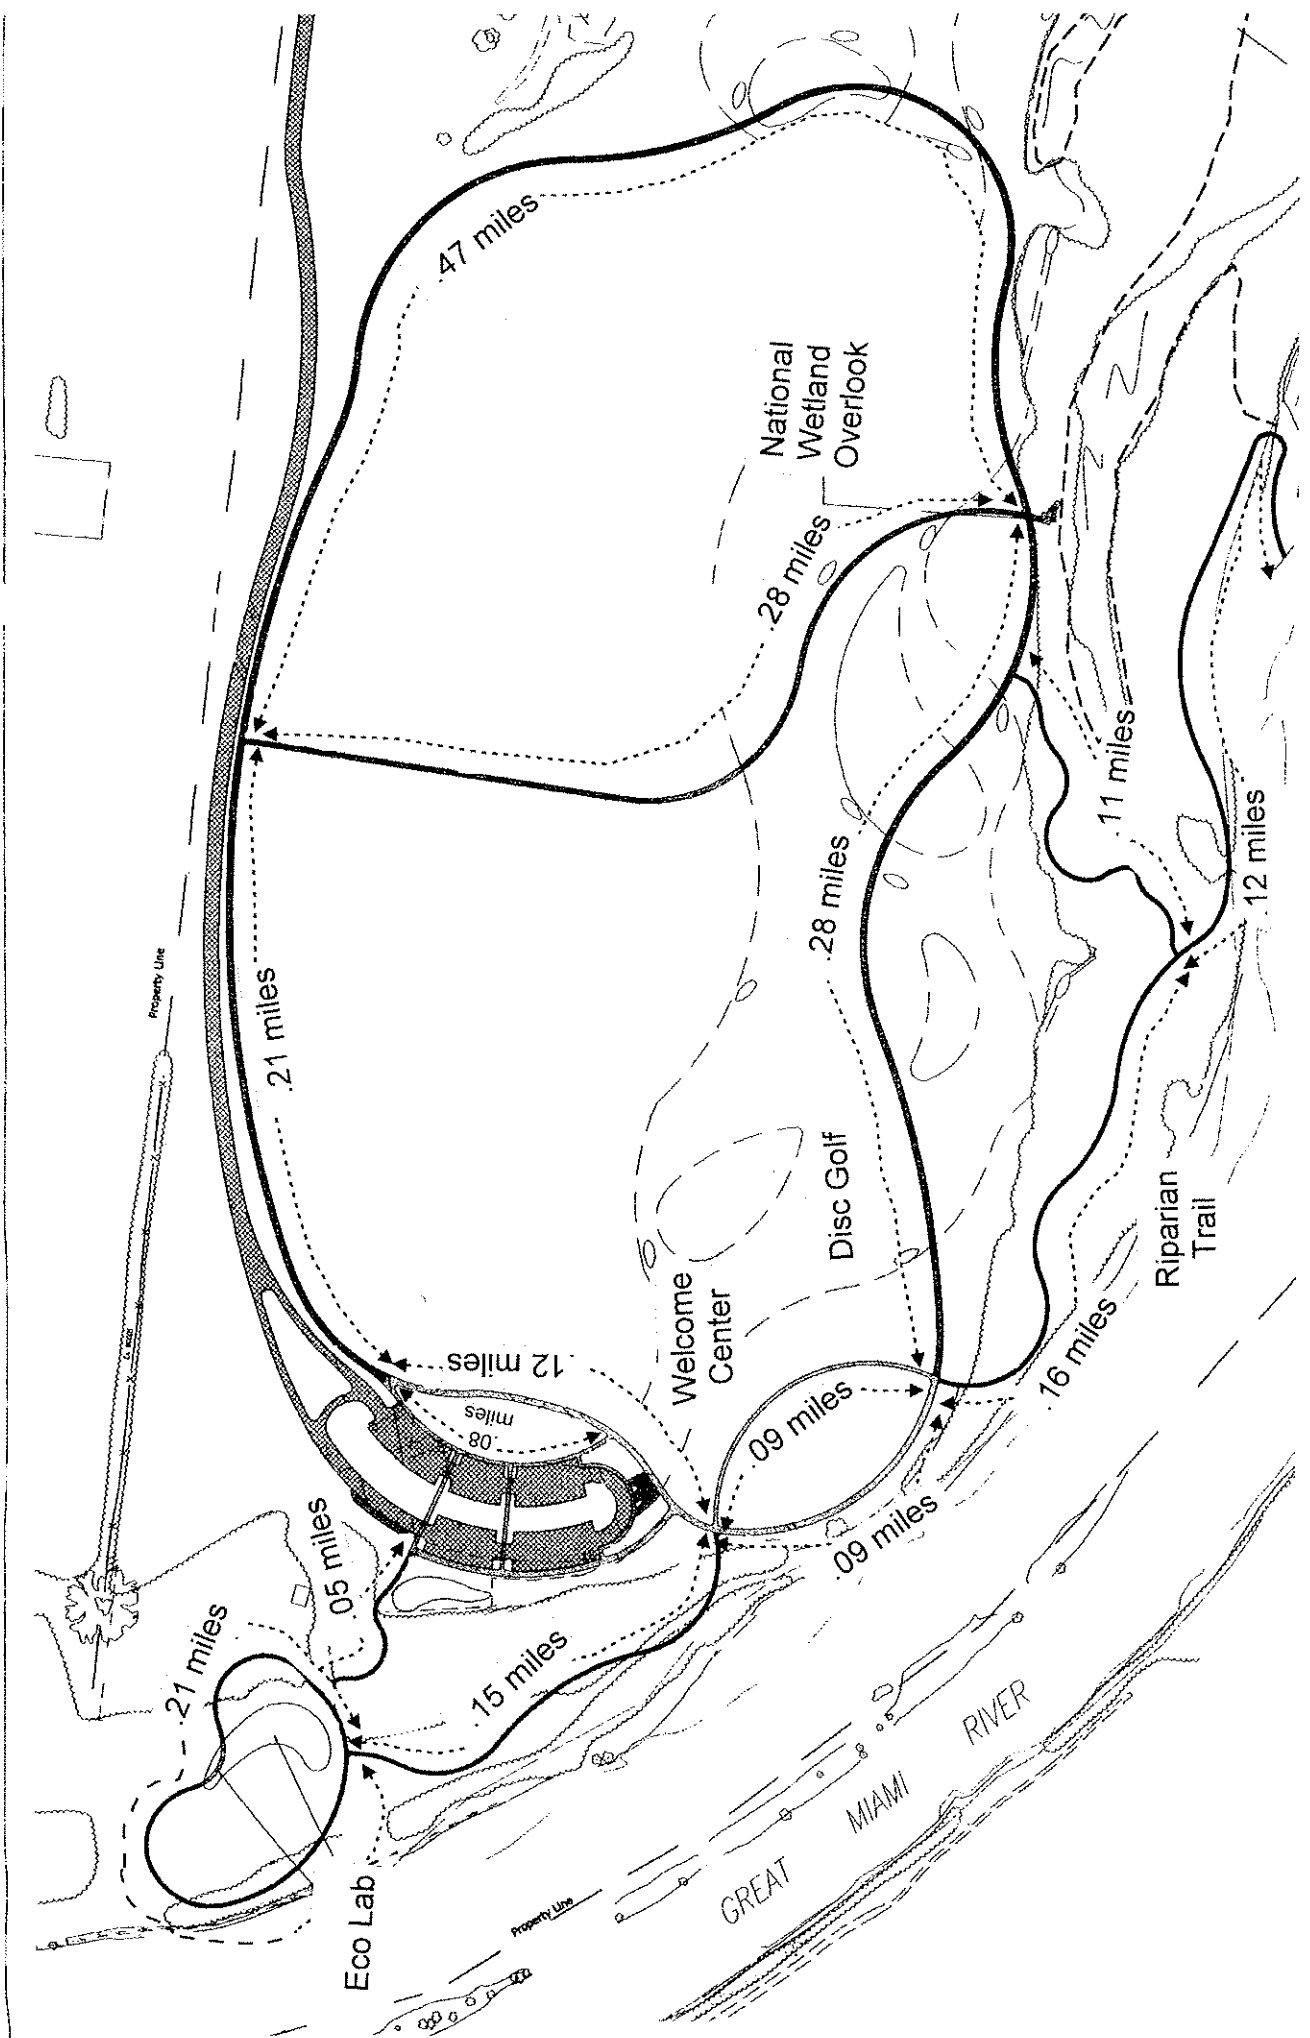 Property Line
.47 miles
.21 miles
National
Wetland
Overlook
.28 miles
.28 miles
.11 miles
.12 miles
Disc Golf
Welcome
Center
.12 miles
.08
miles
.09 miles
.09 miles
.16 miles
Riparian
Trail
.05 miles
.21 miles
.15 miles
Eco Lab
Property Line
GREAT
MIAMI
RIVER